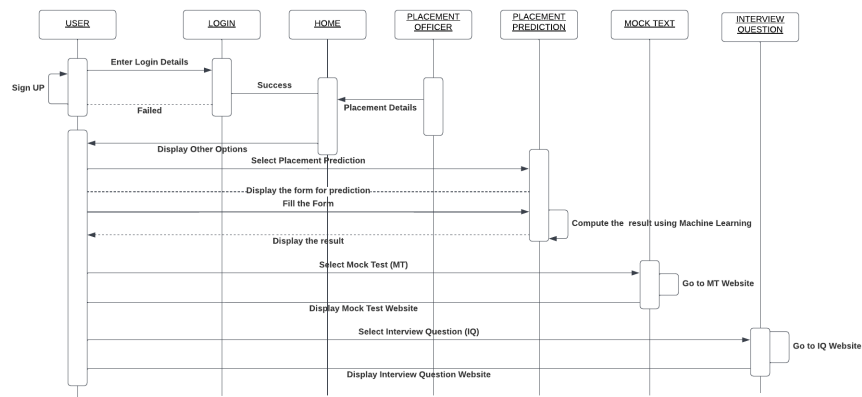 USER
LOGIN
HOME
PLACEMENT
OFFICER
PLACEMENT
PREDICTION
MOCK TEXT
INTERVIEW
QUESTION
Enter Login Details
Sign UP
Success
Failed
Placement Details
Display Other Options
Select Placement Prediction
Display the form for prediction
Fill the Form
Compute the result using Machine Learning
Display the result
Select Mock Test (MT)
Go to MT Website
Display Mock Test Website
Select Interview Question (IQ)
Go to IQ Website
Display Interview Question Website